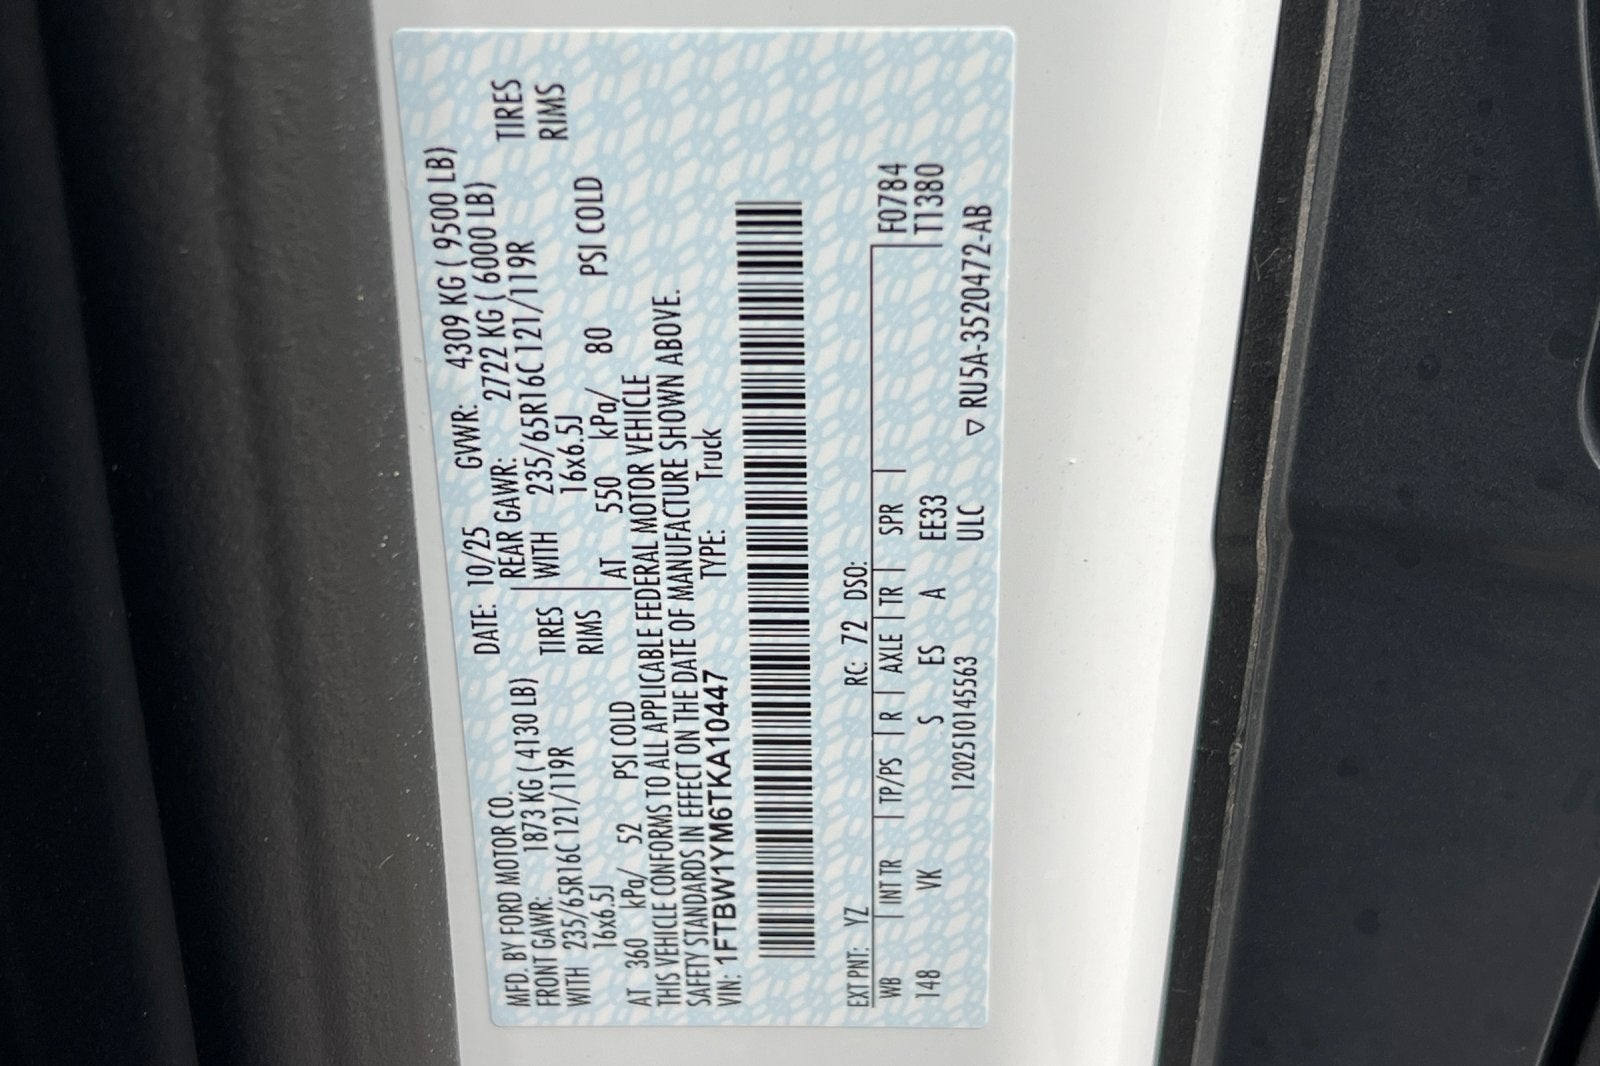 MFD. BY FORD MOTOR CO. DATE: 10/25 GVWR: 4309 KG ( 9500 LB)
FRONT GAWR: 1873 KG ( 4130 LB) REAR GAWR: 2722 KG ( 6000 LB)
WITH 235/65R16C 121/119R TIRES WITH 235/65R16C 121/119R TIRES
16x6.5J RIMS 16x6.5J RIMS
AT 360 kPa/ 52 PSI COLD AT 550 kPa/ 80 PSI COLD
THIS VEHICLE CONFORMS TO ALL APPLICABLE FEDERAL MOTOR VEHICLE
SAFETY STANDARDS IN EFFECT ON THE DATE OF MANUFACTURE SHOWN ABOVE.
VIN: 1FTBW1YM6TKA10447 TYPE: Truck
EXT PNT: YZ RC: 72 DSO:
WB INT TR TP/PS R AXLE TR SPR F0784
148 VK S ES A EE33 T1380
1202510145563 ULC ▽ RU5A-3520472-AB